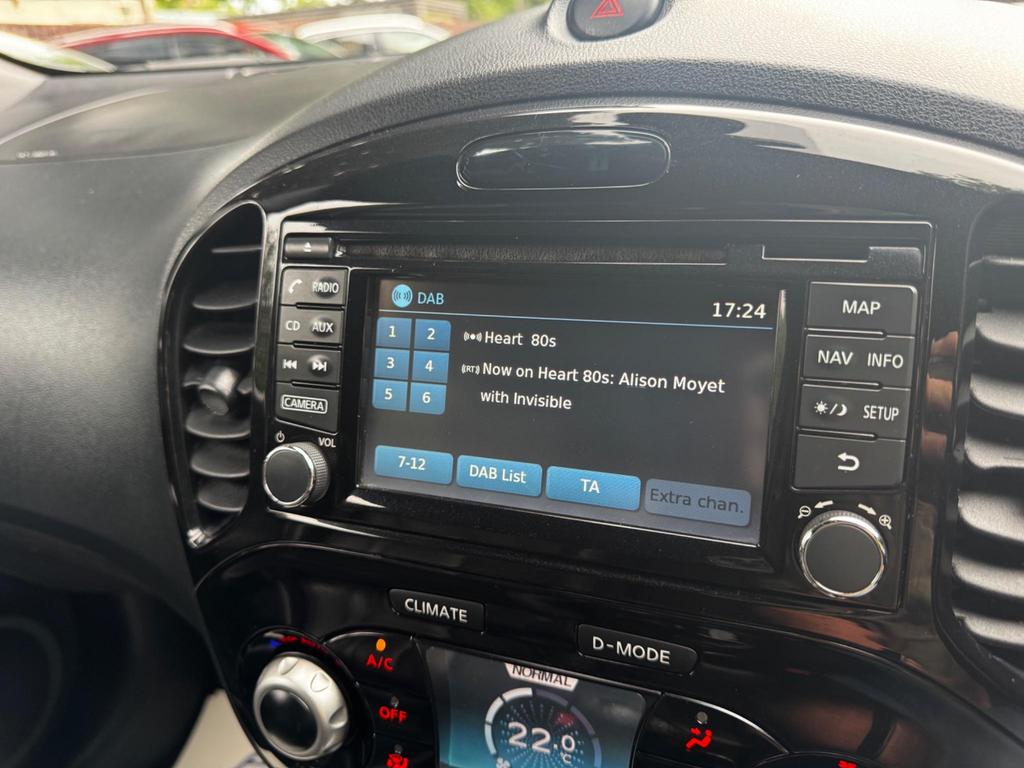 RADIO
CD AUX
CAMERA
VOL
DAB
17:24
1 2
3 4
5 6
Heart 80s
(RT) Now on Heart 80s: Alison Moyet
with Invisible
7-12
DAB List
TA
Extra chan.
MAP
NAV INFO
SETUP
CLIMATE
D-MODE
A/C
OFF
NORMAL
22.0
°C